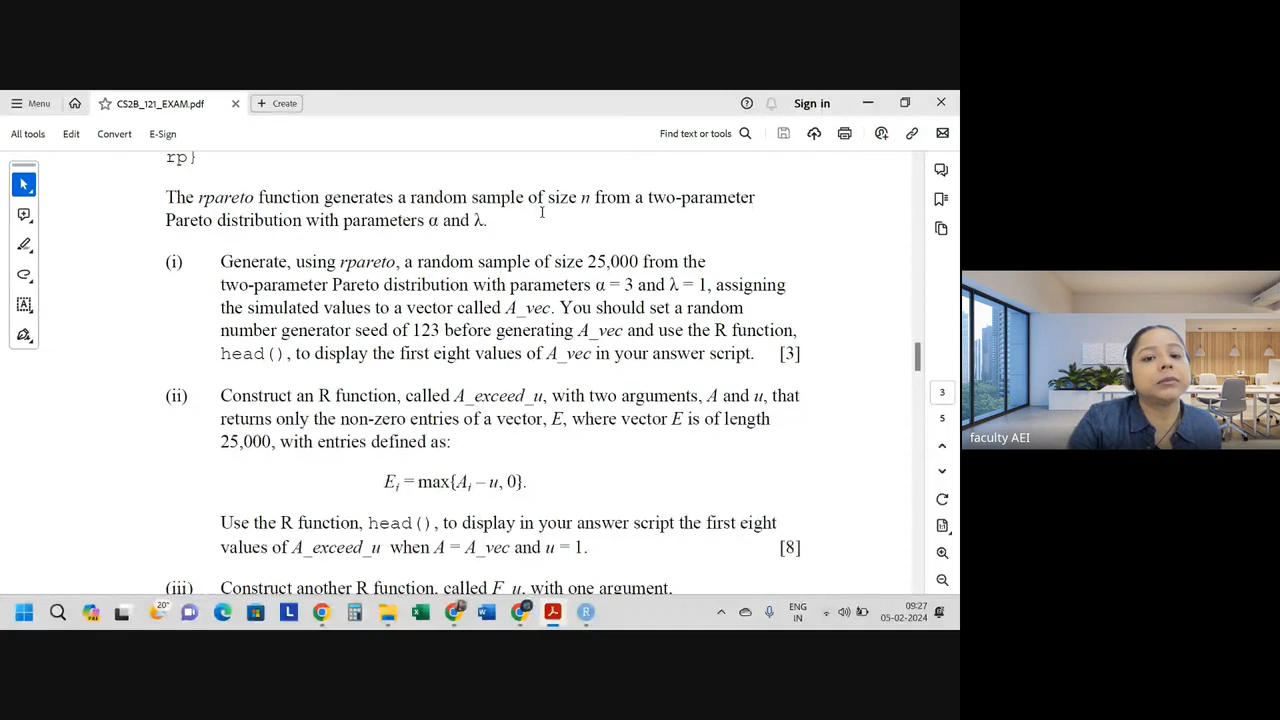 Menu
CS2B_121_EXAM.pdf
Create
Sign in
All tools
Edit
Convert
E-Sign
Find text or tools
rp}
The rpareto function generates a random sample of size n from a two-parameter
Pareto distribution with parameters α and λ.
(i) Generate, using rpareto, a random sample of size 25,000 from the
two-parameter Pareto distribution with parameters α = 3 and λ = 1, assigning
the simulated values to a vector called A_vec. You should set a random
number generator seed of 123 before generating A_vec and use the R function,
head(), to display the first eight values of A_vec in your answer script. [3]
(ii) Construct an R function, called A_exceed_u, with two arguments, A and u, that
returns only the non-zero entries of a vector, E, where vector E is of length
25,000, with entries defined as:
Eᵢ = max{Aᵢ – u, 0}.
Use the R function, head(), to display in your answer script the first eight
values of A_exceed_u when A = A_vec and u = 1. [8]
(iii) Construct another R function, called F_u, with one argument,
3
5
faculty AEI
20°
ENG
IN
09:27
05-02-2024